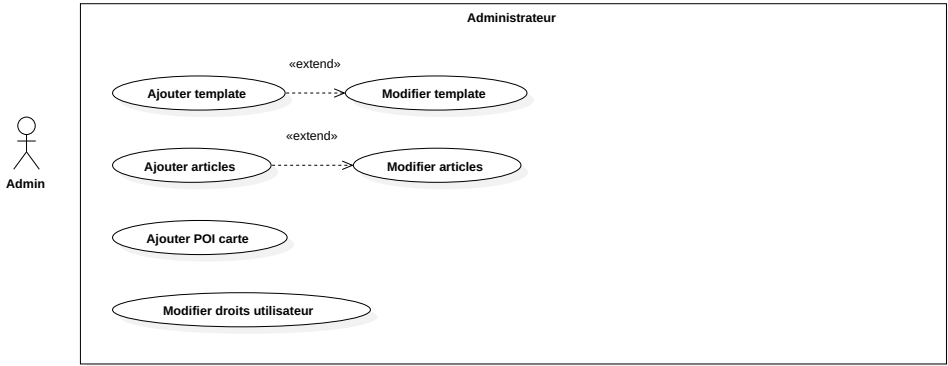 Administrateur
«extend»
Ajouter template
Modifier template
«extend»
Ajouter articles
Modifier articles
Admin
Ajouter POI carte
Modifier droits utilisateur